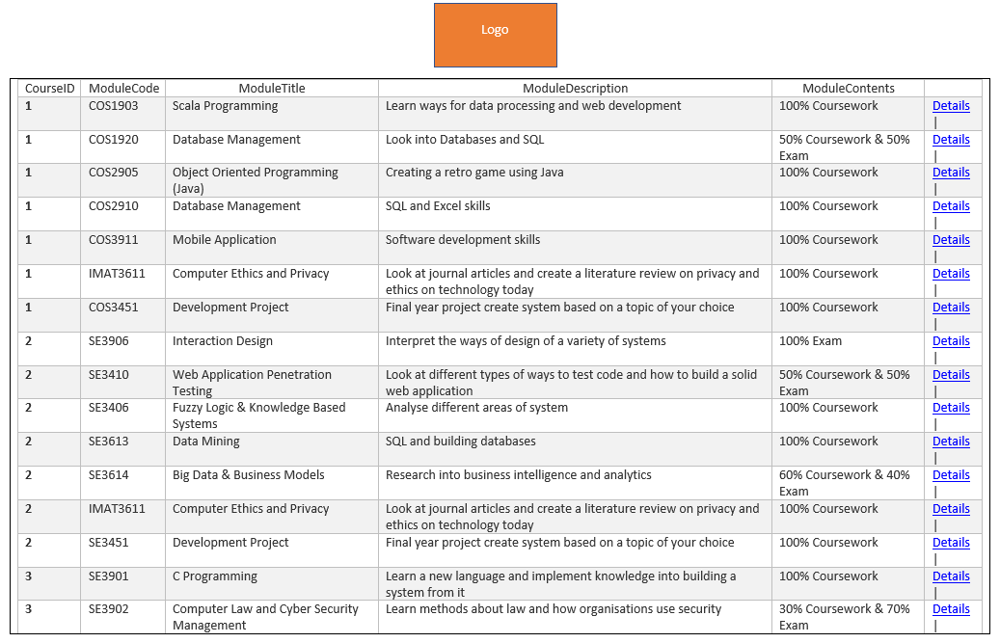 Logo
CourseID ModuleCode ModuleTitle ModuleDescription ModuleContents
1 COS1903 Scala Programming Learn ways for data processing and web development 100% Coursework Details
|
1 COS1920 Database Management Look into Databases and SQL 50% Coursework & 50% Details
Exam |
1 COS2905 Object Oriented Programming Creating a retro game using Java 100% Coursework Details
(Java) |
1 COS2910 Database Management SQL and Excel skills 100% Coursework Details
|
1 COS3911 Mobile Application Software development skills 100% Coursework Details
|
1 IMAT3611 Computer Ethics and Privacy Look at journal articles and create a literature review on privacy and 100% Coursework Details
ethics on technology today |
1 COS3451 Development Project Final year project create system based on a topic of your choice 100% Coursework Details
|
2 SE3906 Interaction Design Interpret the ways of design of a variety of systems 100% Exam Details
|
2 SE3410 Web Application Penetration Look at different types of ways to test code and how to build a solid 50% Coursework & 50% Details
Testing web application Exam |
2 SE3406 Fuzzy Logic & Knowledge Based Analyse different areas of system 100% Coursework Details
Systems |
2 SE3613 Data Mining SQL and building databases 100% Coursework Details
|
2 SE3614 Big Data & Business Models Research into business intelligence and analytics 60% Coursework & 40% Details
Exam |
2 IMAT3611 Computer Ethics and Privacy Look at journal articles and create a literature review on privacy and 100% Coursework Details
ethics on technology today |
2 SE3451 Development Project Final year project create system based on a topic of your choice 100% Coursework Details
|
3 SE3901 C Programming Learn a new language and implement knowledge into building a 100% Coursework Details
system from it |
3 SE3902 Computer Law and Cyber Security Learn methods about law and how organisations use security 30% Coursework & 70% Details
Management Exam |